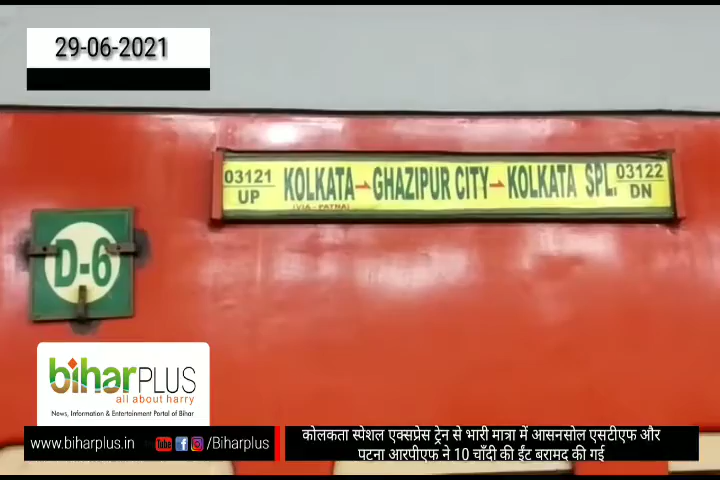 29-06-2021
03121
UP
KOLKATA→GHAZIPUR CITY→KOLKATA SPL.
(VIA - PATNA)
03122
DN
D-6
biharPLUS
all about harry
News, Information & Entertainment Portal of Bihar
www.biharplus.in
You Tube f /Biharplus
कोलकता स्पेशल एक्सप्रेस ट्रेन से भारी मात्रा में आसनसोल एसटीएफ और
पटना आरपीएफ ने 10 चाँदी की ईंट बरामद की गई